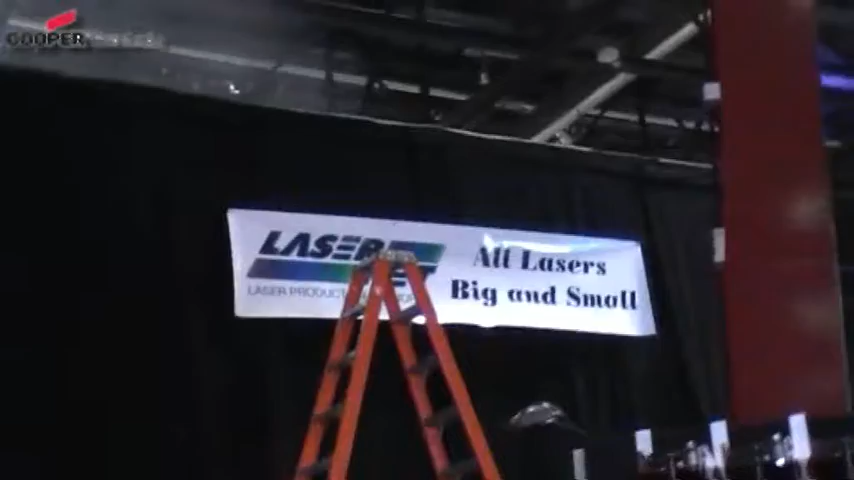 COOPER
LASER
LASER PRODUCT
All Lasers
Big and Small